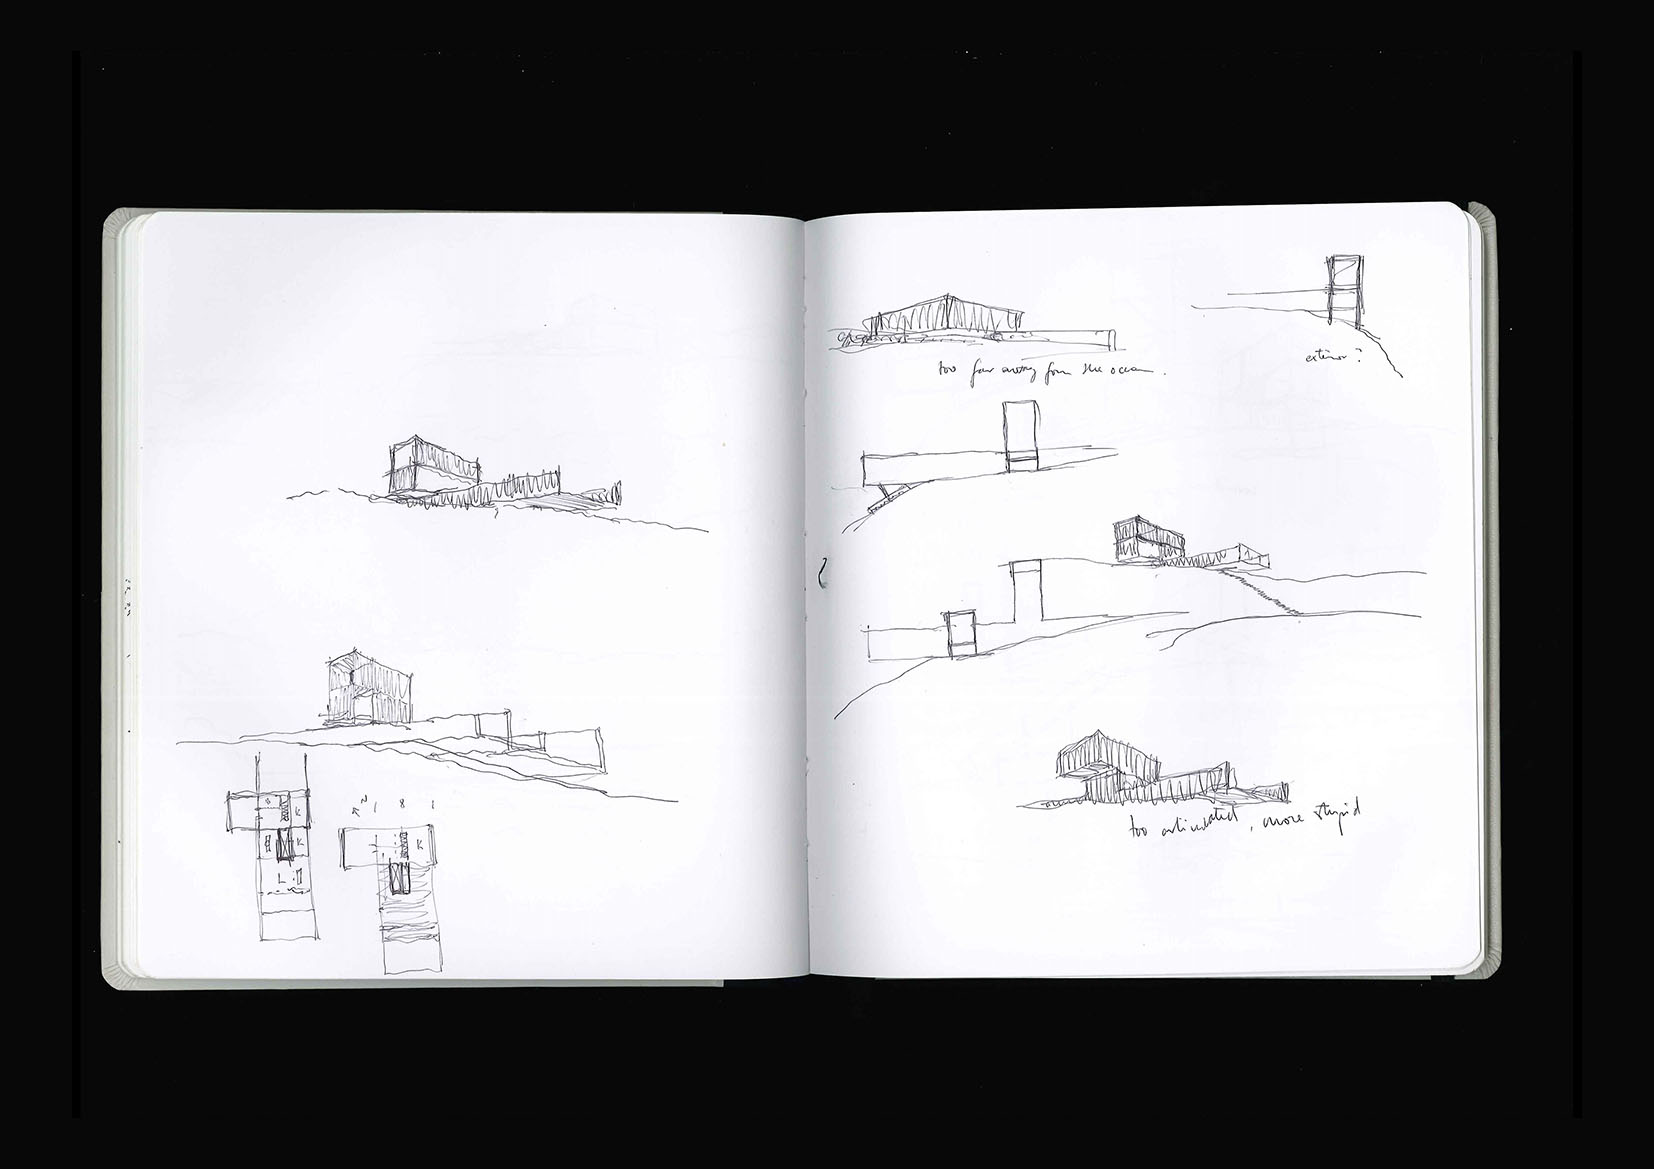 too far away from the ocean.
exterior?
too articulated, more stupid
K
K
L
K